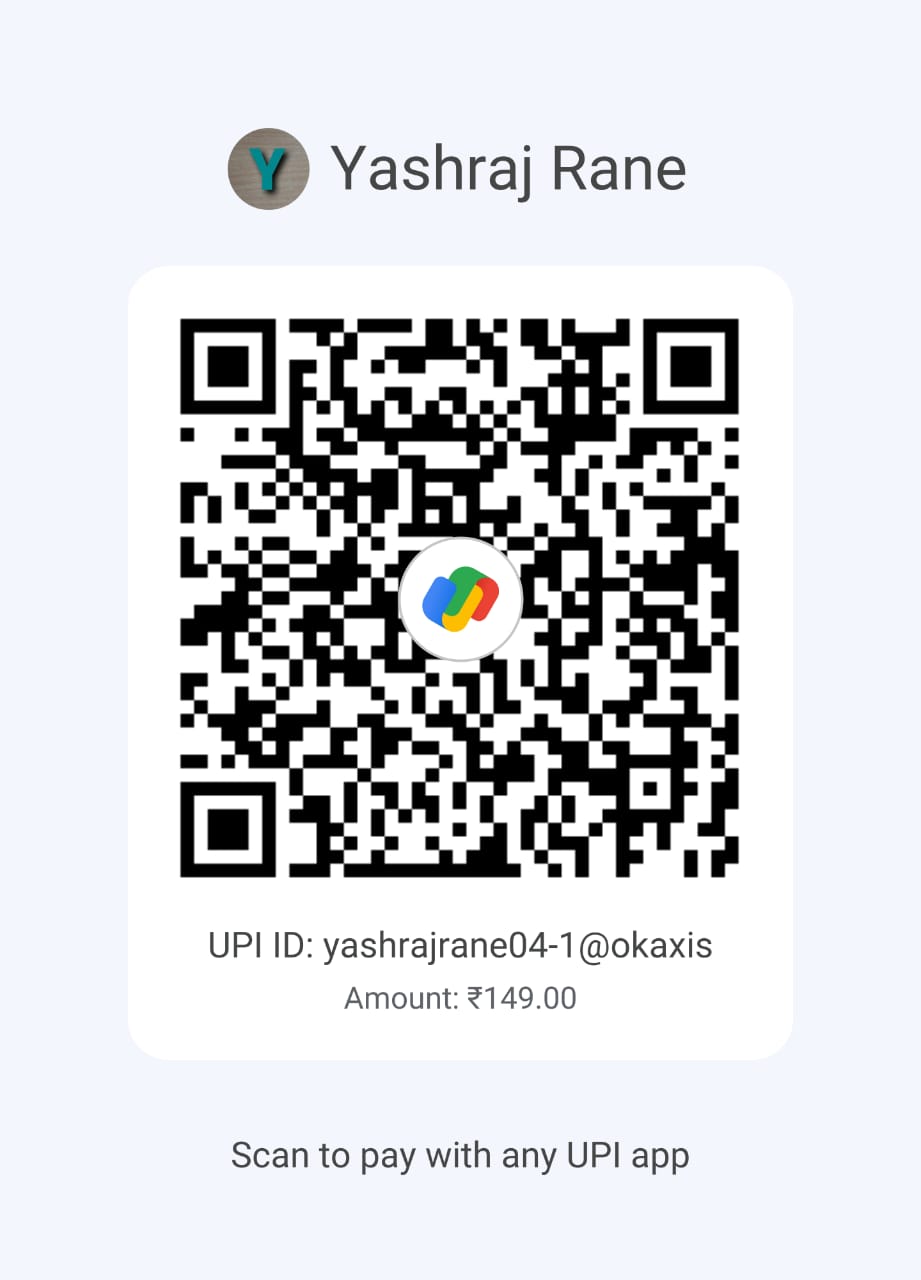 Y
Yashraj Rane
UPI ID: yashrajrane04-1@okaxis
Amount: ₹149.00
Scan to pay with any UPI app